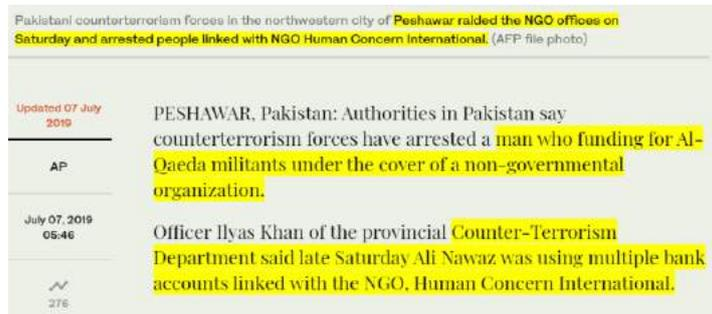 Pakistani counterterrorism forces in the northwestern city of Peshawar raided the NGO offices on
Saturday and arrested people linked with NGO Human Concern International. (AFP file photo)
Updated 07 July
2019
AP
July 07, 2019
05:46
276
PESHAWAR, Pakistan: Authorities in Pakistan say
counterterrorism forces have arrested a man who funding for Al-
Qaeda militants under the cover of a non-governmental
organization.
Officer Ilyas Khan of the provincial Counter-Terrorism
Department said late Saturday Ali Nawaz was using multiple bank
accounts linked with the NGO, Human Concern International.